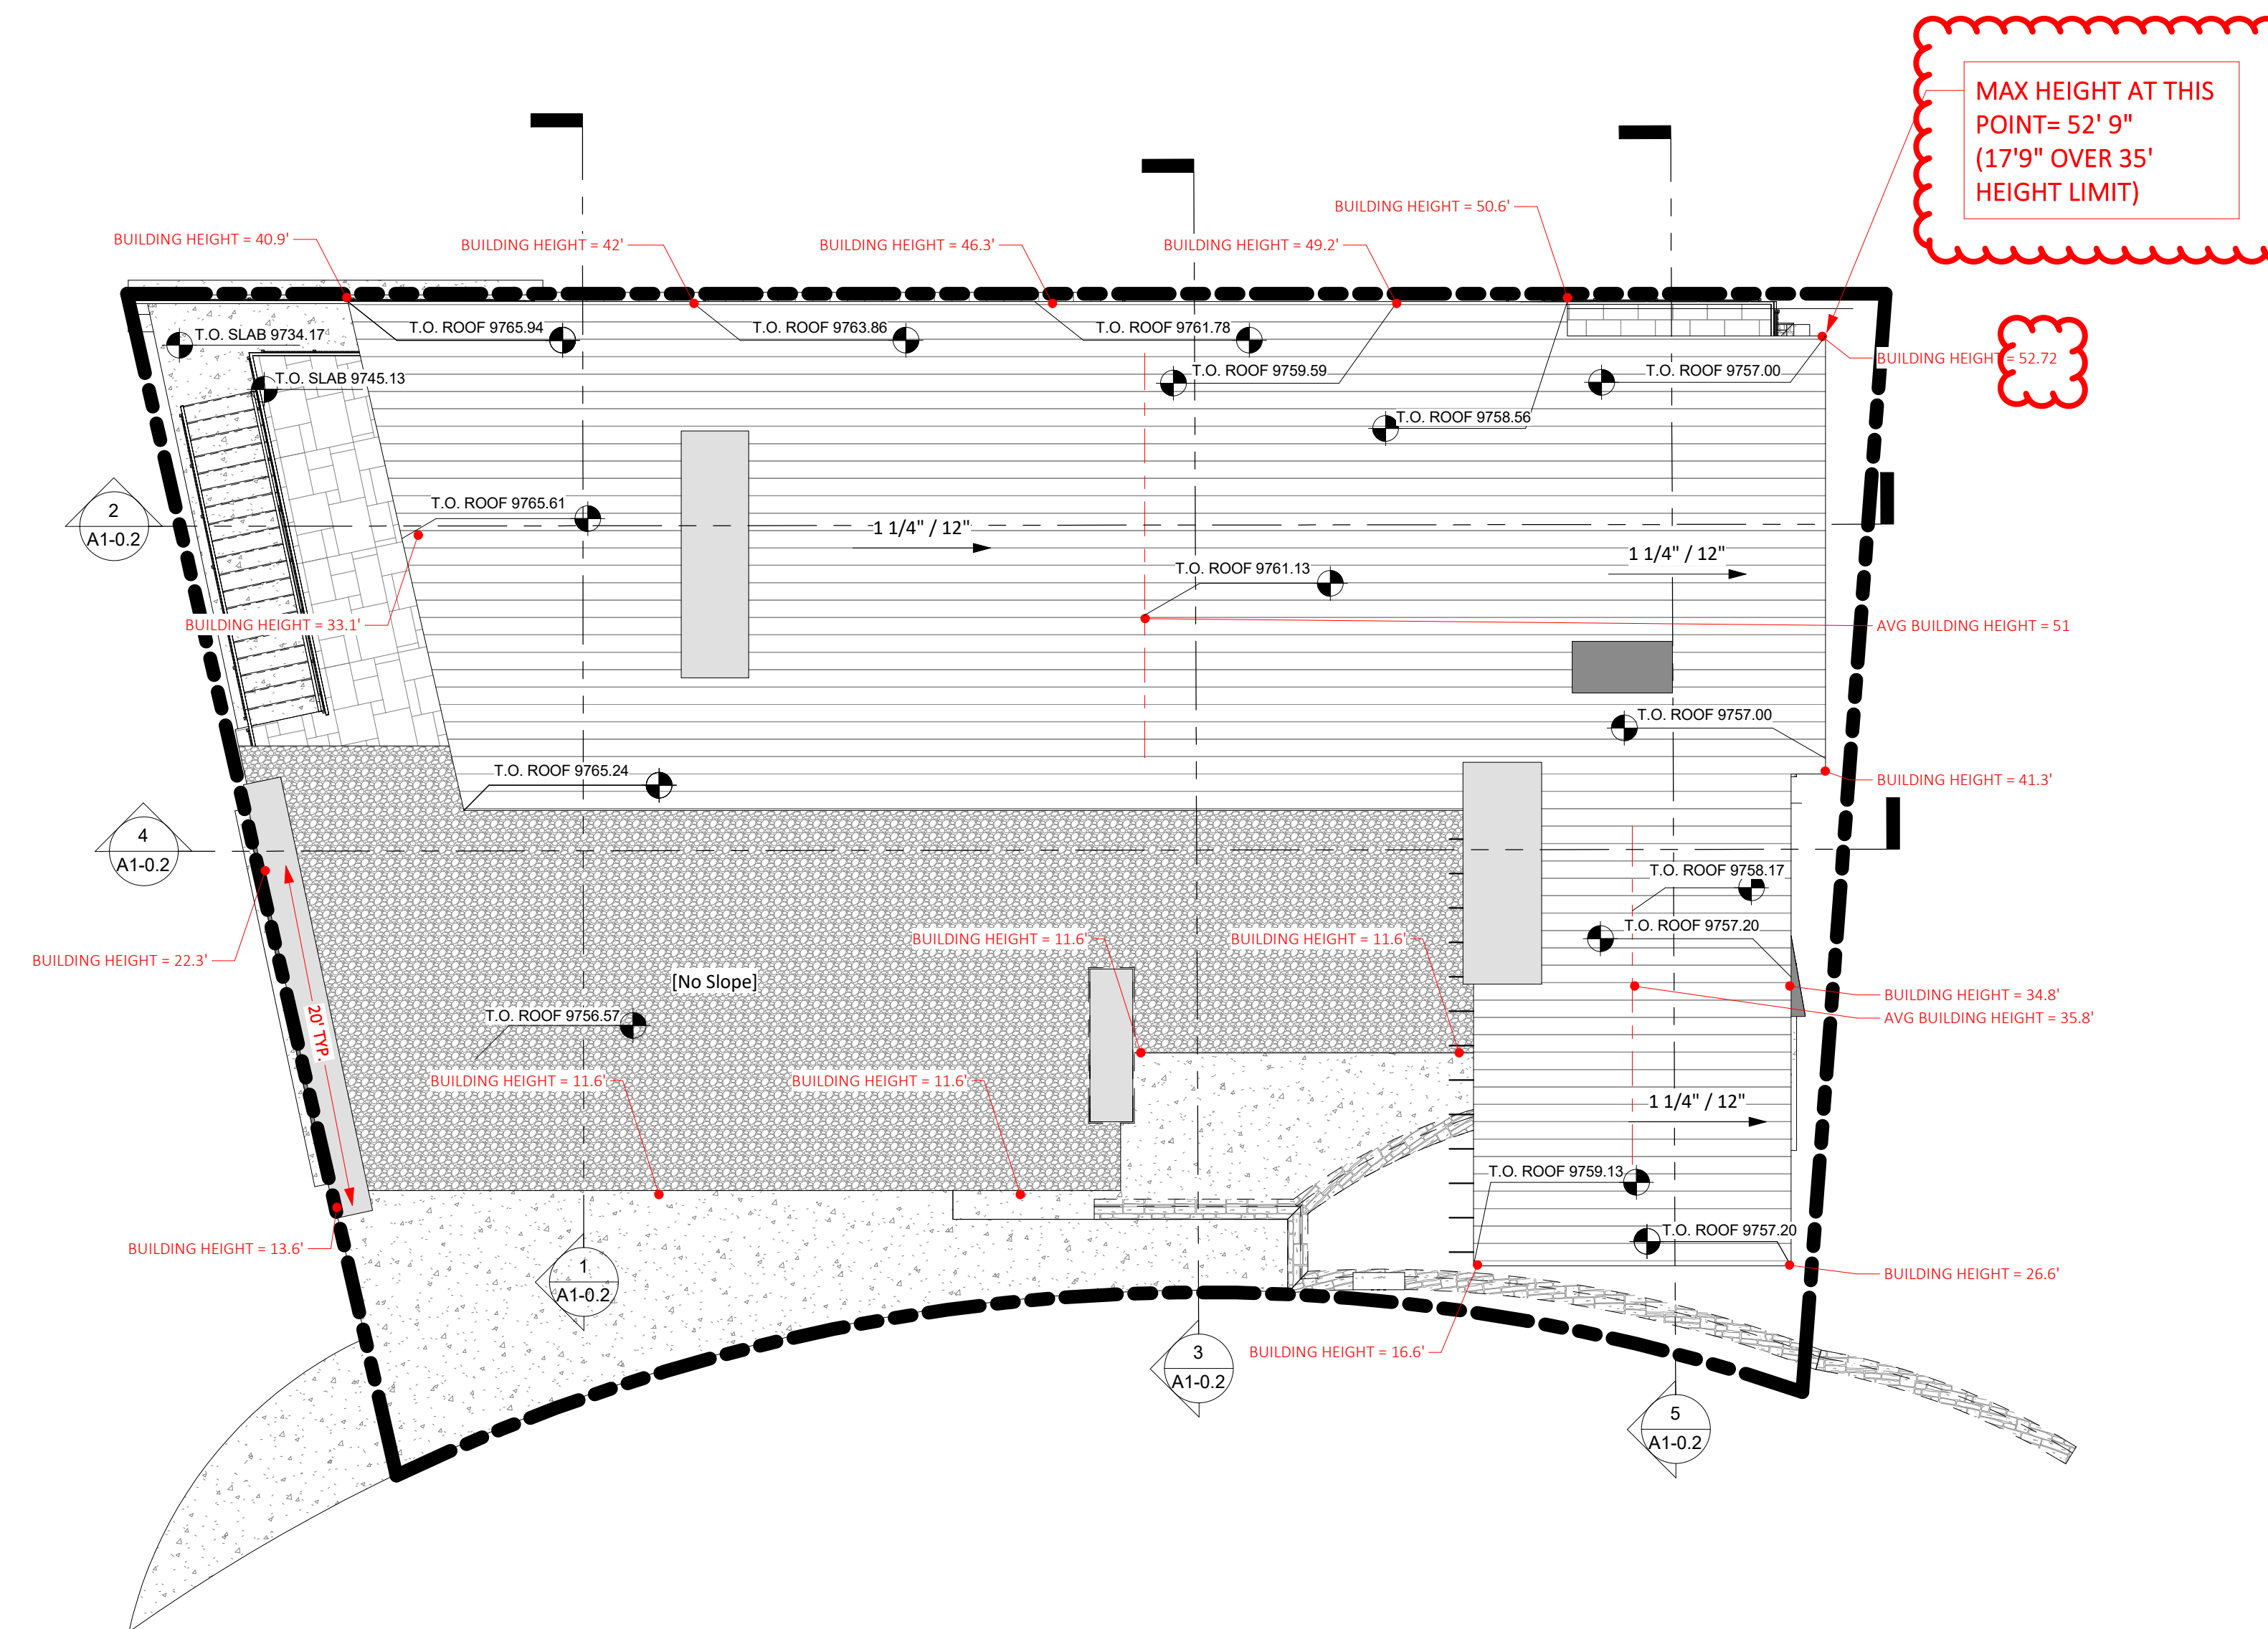 MAX HEIGHT AT THIS
POINT= 52' 9"
(17'9" OVER 35'
HEIGHT LIMIT)
BUILDING HEIGHT = 50.6'
BUILDING HEIGHT = 40.9'
BUILDING HEIGHT = 42'
BUILDING HEIGHT = 46.3'
BUILDING HEIGHT = 49.2'
T.O. SLAB 9734.17
T.O. ROOF 9765.94
T.O. ROOF 9763.86
T.O. ROOF 9761.78
BUILDING HEIGHT = 52.72
T.O. SLAB 9745.13
T.O. ROOF 9759.59
T.O. ROOF 9757.00
T.O. ROOF 9758.56
T.O. ROOF 9765.61
2
A1-0.2
1 1/4" / 12"
1 1/4" / 12"
T.O. ROOF 9761.13
BUILDING HEIGHT = 33.1'
AVG BUILDING HEIGHT = 51
T.O. ROOF 9757.00
T.O. ROOF 9765.24
BUILDING HEIGHT = 41.3'
4
A1-0.2
T.O. ROOF 9758.17
T.O. ROOF 9757.20
BUILDING HEIGHT = 11.6'
BUILDING HEIGHT = 11.6'
BUILDING HEIGHT = 22.3'
[No Slope]
BUILDING HEIGHT = 34.8'
T.O. ROOF 9756.57
AVG BUILDING HEIGHT = 35.8'
20' TYP.
BUILDING HEIGHT = 11.6'
BUILDING HEIGHT = 11.6'
1 1/4" / 12"
T.O. ROOF 9759.13
T.O. ROOF 9757.20
BUILDING HEIGHT = 13.6'
1
A1-0.2
BUILDING HEIGHT = 26.6'
3
A1-0.2
BUILDING HEIGHT = 16.6'
5
A1-0.2